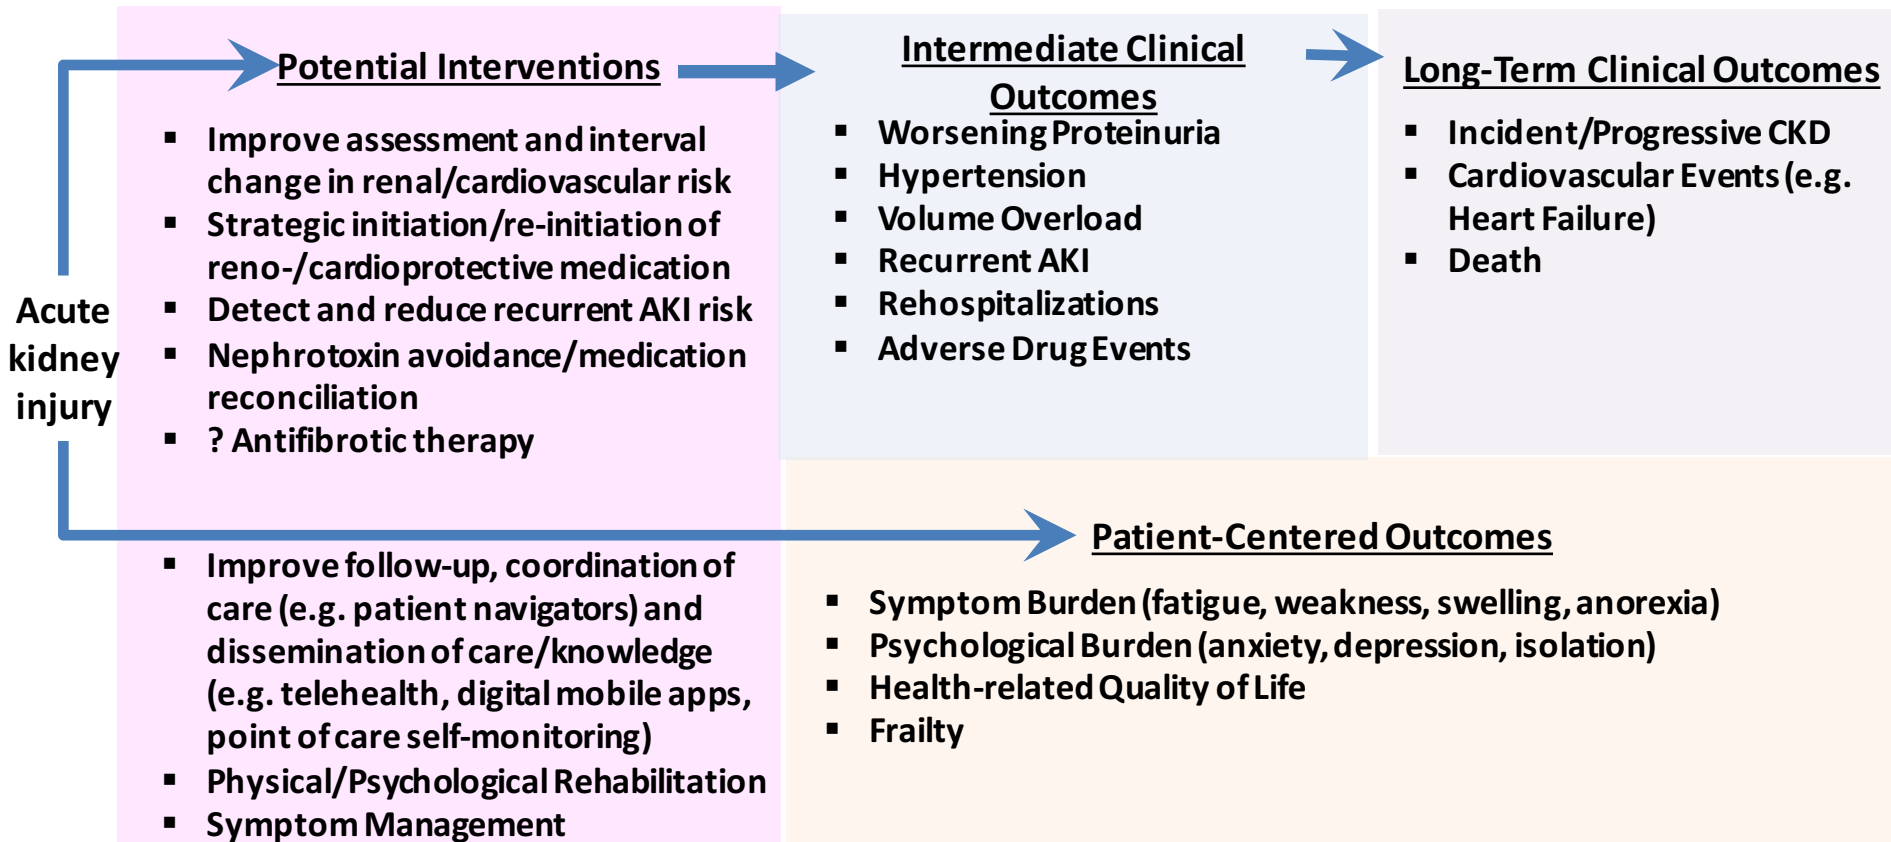 Acute
kidney
injury
Potential Interventions
▪ Improve assessment and interval
change in renal/cardiovascular risk
▪ Strategic initiation/re-initiation of
reno-/cardioprotective medication
▪ Detect and reduce recurrent AKI risk
▪ Nephrotoxin avoidance/medication
reconciliation
▪ ? Antifibrotic therapy
▪ Improve follow-up, coordination of
care (e.g. patient navigators) and
dissemination of care/knowledge
(e.g. telehealth, digital mobile apps,
point of care self-monitoring)
▪ Physical/Psychological Rehabilitation
▪ Symptom Management
Intermediate Clinical
Outcomes
▪ Worsening Proteinuria
▪ Hypertension
▪ Volume Overload
▪ Recurrent AKI
▪ Rehospitalizations
▪ Adverse Drug Events
Long-Term Clinical Outcomes
▪ Incident/Progressive CKD
▪ Cardiovascular Events (e.g.
Heart Failure)
▪ Death
Patient-Centered Outcomes
▪ Symptom Burden (fatigue, weakness, swelling, anorexia)
▪ Psychological Burden (anxiety, depression, isolation)
▪ Health-related Quality of Life
▪ Frailty